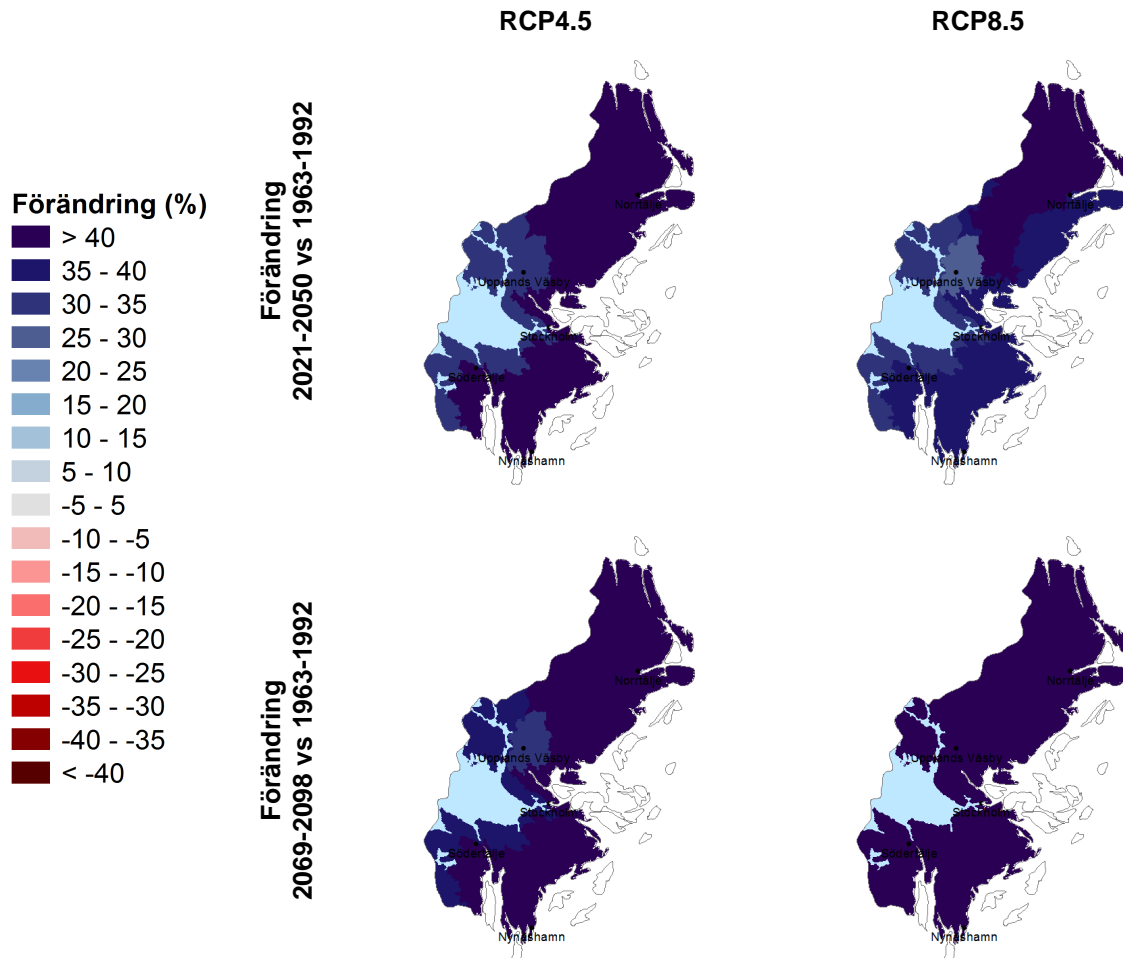 RCP4.5
RCP8.5
Förändring (%)
> 40
35 - 40
30 - 35
25 - 30
20 - 25
15 - 20
10 - 15
5 - 10
-5 - 5
-10 - -5
-15 - -10
-20 - -15
-25 - -20
-30 - -25
-35 - -30
-40 - -35
< -40
Förändring
2021-2050 vs 1963-1992
Norrtälje
Upplands Väsby
Stockholm
Södertälje
Nynäshamn
Norrtälje
Upplands Väsby
Stockholm
Södertälje
Nynäshamn
Förändring
2069-2098 vs 1963-1992
Norrtälje
Upplands Väsby
Stockholm
Södertälje
Nynäshamn
Norrtälje
Upplands Väsby
Stockholm
Södertälje
Nynäshamn